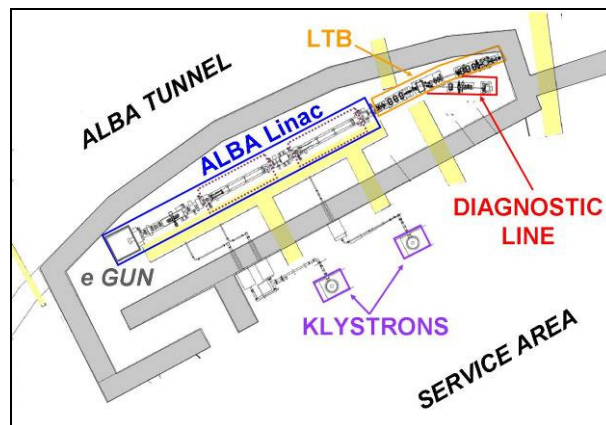 LTB
ALBA TUNNEL
ALBA Linac
DIAGNOSTIC
LINE
e GUN
KLYSTRONS
SERVICE AREA